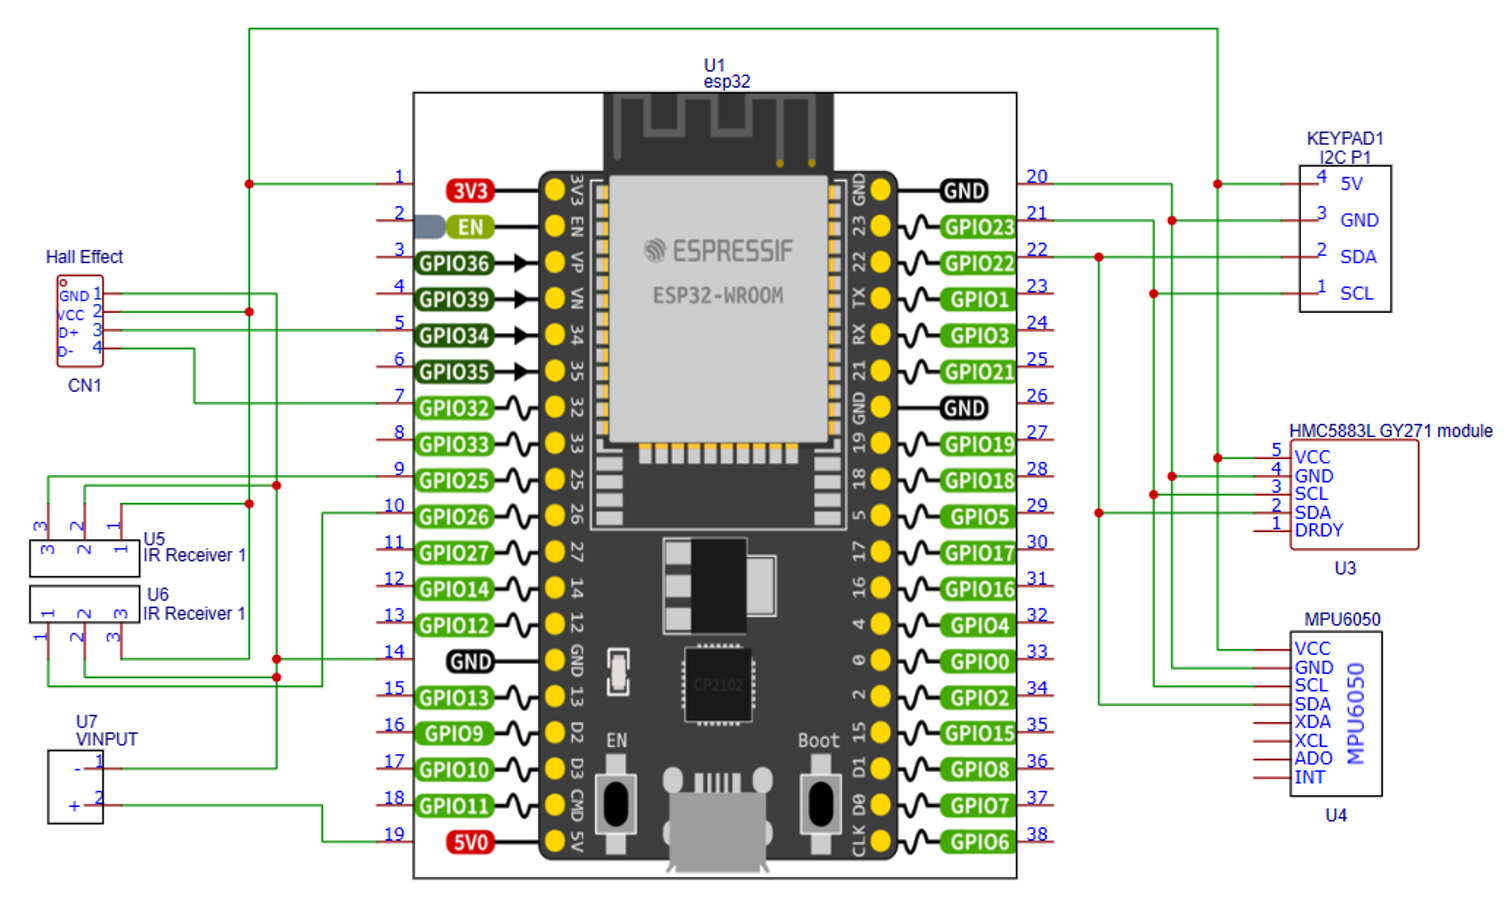 U1
esp32
KEYPAD1
I2C P1
4 5V
3 GND
2 SDA
1 SCL
Hall Effect
GND 1
VCC 2
D+ 3
D- 4
CN1
1 3V3 3V3
2 EN EN
3 GPIO36 VP
4 GPIO39 VN
5 GPIO34 34
6 GPIO35 35
7 GPIO32 32
8 GPIO33 33
9 GPIO25 25
10 GPIO26 26
11 GPIO27 27
12 GPIO14 14
13 GPIO12 12
14 GND GND
15 GPIO13 13
16 GPIO9 D2
17 GPIO10 D3
18 GPIO11 CMD
19 5V0 5V
ESPRESSIF
ESP32-WROOM
CP2102
EN
Boot
GND GND 20
23 GPIO23 21
22 GPIO22 22
TX GPIO1 23
RX GPIO3 24
21 GPIO21 25
GND GND 26
19 GPIO19 27
18 GPIO18 28
5 GPIO5 29
17 GPIO17 30
16 GPIO16 31
4 GPIO4 32
0 GPIO0 33
2 GPIO2 34
15 GPIO15 35
D1 GPIO8 36
D0 GPIO7 37
CLK GPIO6 38
3 2 1
3 2 1
U5
IR Receiver 1
1 2 3
1 2 3
U6
IR Receiver 1
U7
VINPUT
- 1
+ 2
HMC5883L GY271 module
5 VCC
4 GND
3 SCL
2 SDA
1 DRDY
U3
MPU6050
VCC
GND
SCL
SDA
XDA
XCL
ADO
INT
MPU6050
U4